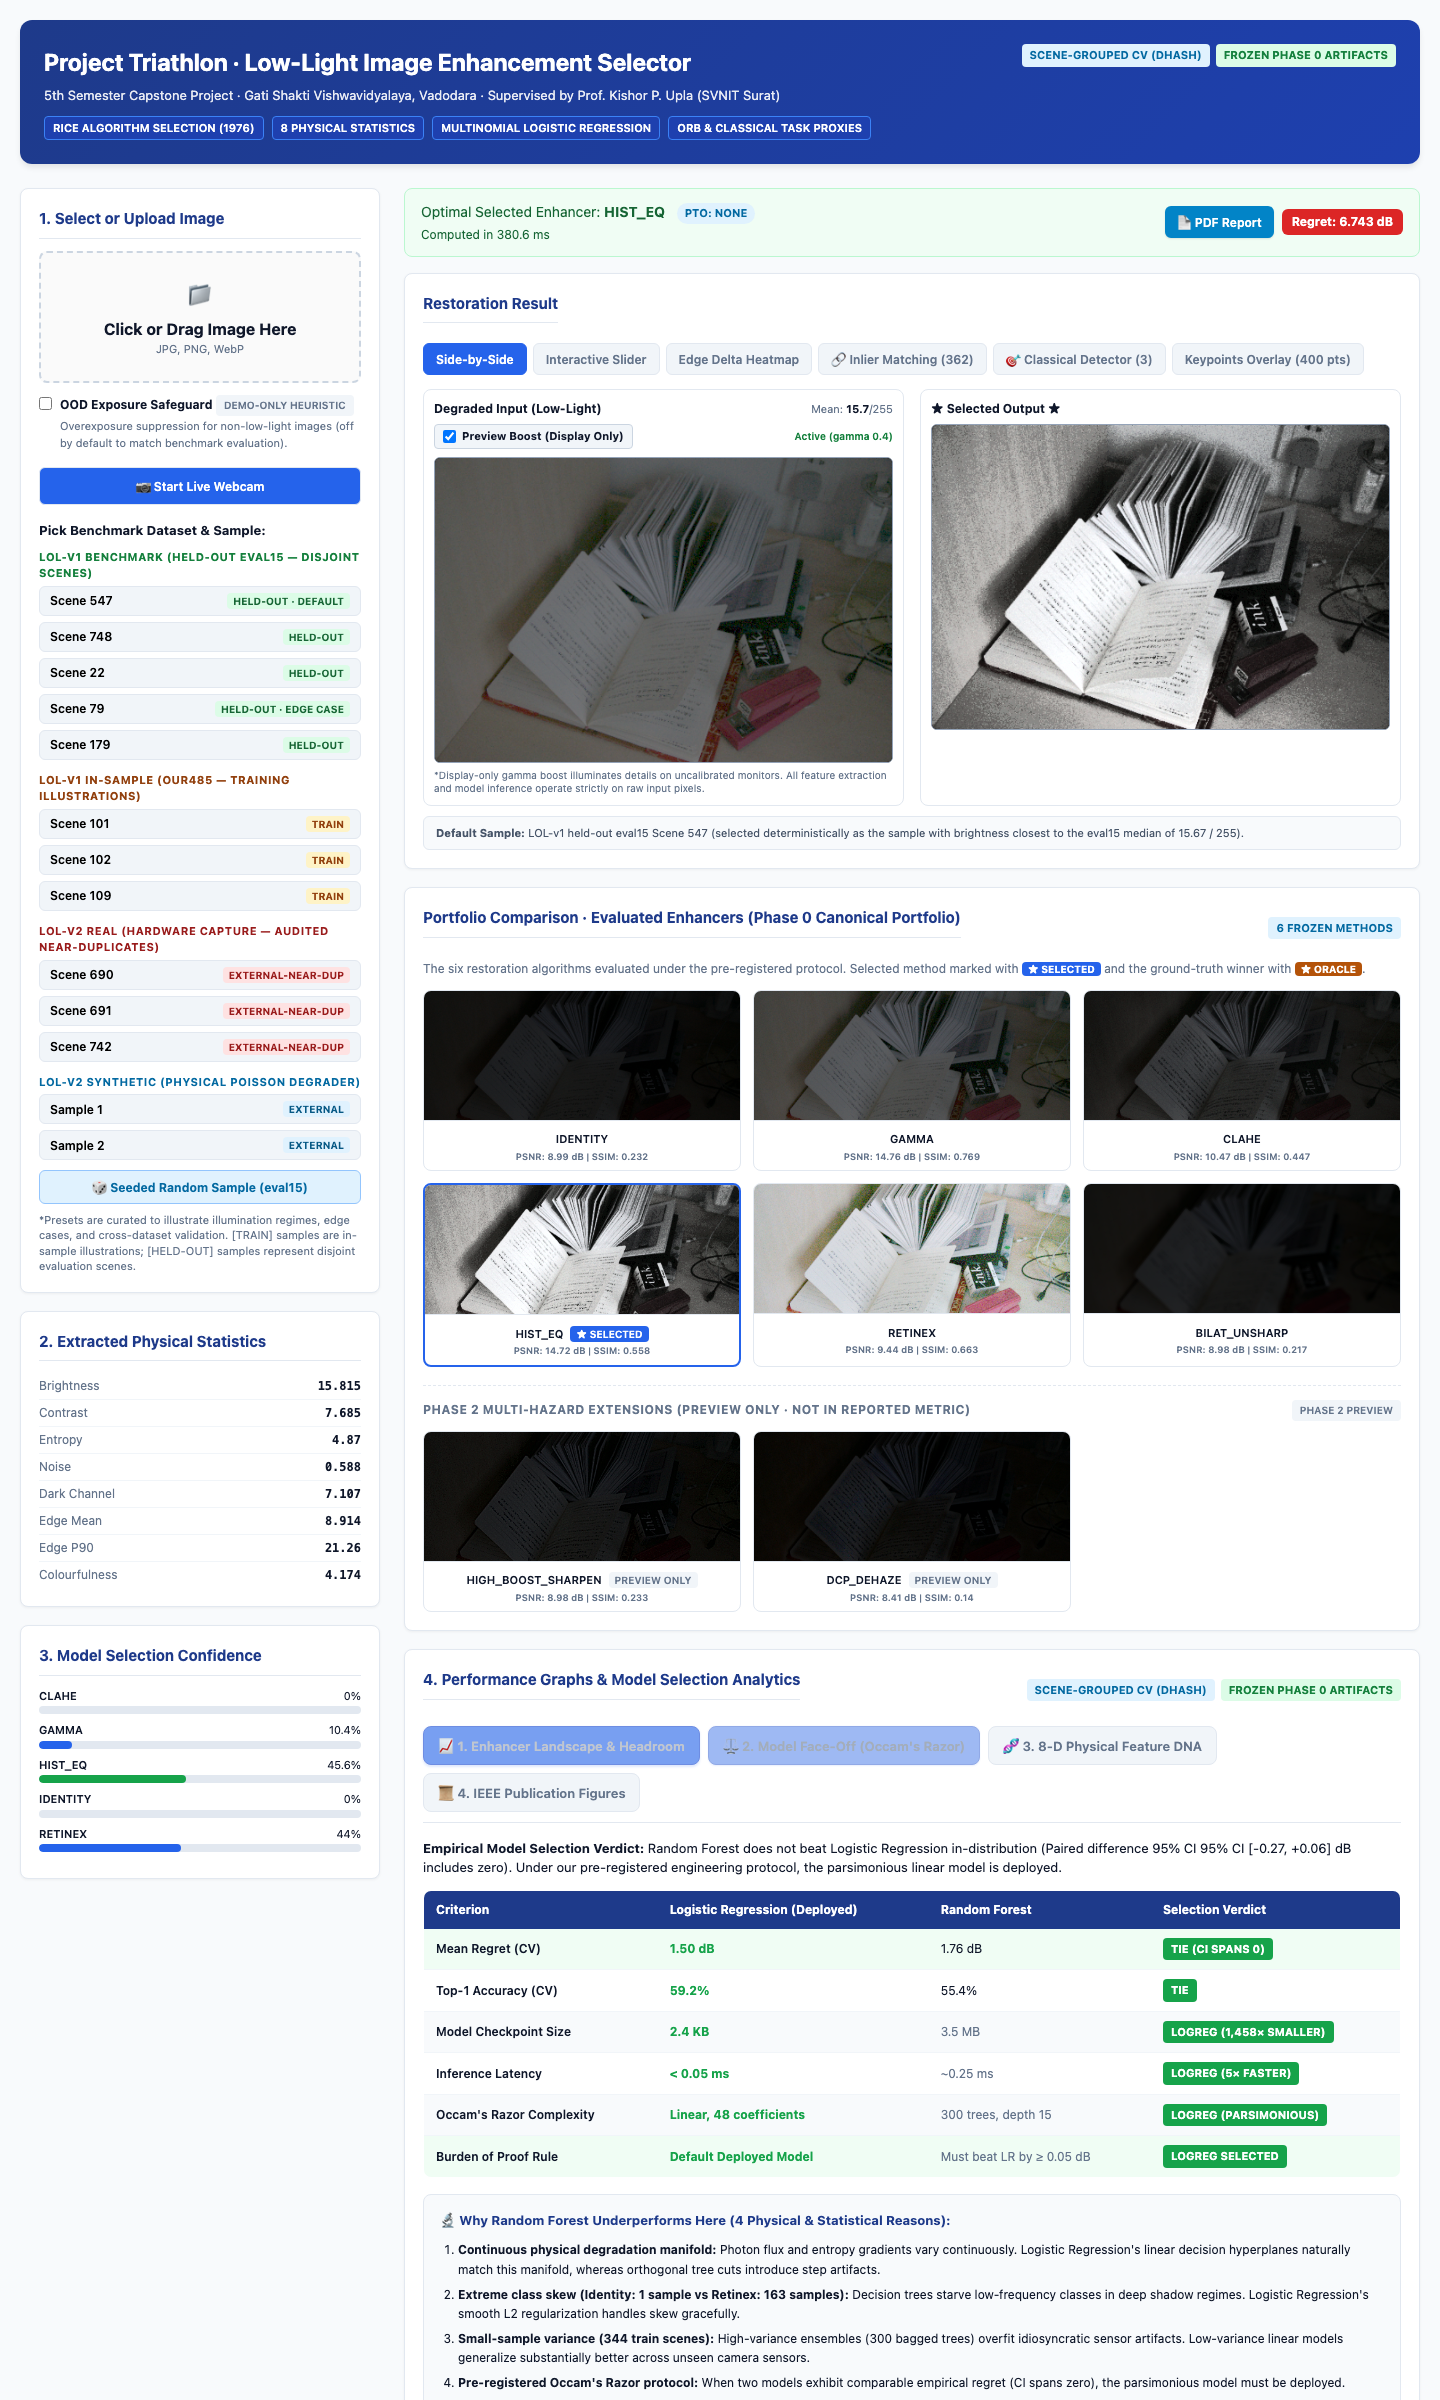 Project Triathlon · Low-Light Image Enhancement Selector
SCENE-GROUPED CV (DHASH)
FROZEN PHASE 0 ARTIFACTS
5th Semester Capstone Project · Gati Shakti Vishwavidyalaya, Vadodara · Supervised by Prof. Kishor P. Upla (SVNIT Surat)
RICE ALGORITHM SELECTION (1976)
8 PHYSICAL STATISTICS
MULTINOMIAL LOGISTIC REGRESSION
ORB & CLASSICAL TASK PROXIES
1. Select or Upload Image
Click or Drag Image Here
JPG, PNG, WebP
OOD Exposure Safeguard DEMO-ONLY HEURISTIC
Overexposure suppression for non-low-light images (off
by default to match benchmark evaluation).
Start Live Webcam
Pick Benchmark Dataset & Sample:
LOL-V1 BENCHMARK (HELD-OUT EVAL15 — DISJOINT
SCENES)
Scene 547 HELD-OUT · DEFAULT
Scene 748 HELD-OUT
Scene 22 HELD-OUT
Scene 79 HELD-OUT · EDGE CASE
Scene 179 HELD-OUT
LOL-V1 IN-SAMPLE (OUR485 — TRAINING
ILLUSTRATIONS)
Scene 101 TRAIN
Scene 102 TRAIN
Scene 109 TRAIN
LOL-V2 REAL (HARDWARE CAPTURE — AUDITED
NEAR-DUPLICATES)
Scene 690 EXTERNAL-NEAR-DUP
Scene 691 EXTERNAL-NEAR-DUP
Scene 742 EXTERNAL-NEAR-DUP
LOL-V2 SYNTHETIC (PHYSICAL POISSON DEGRADER)
Sample 1 EXTERNAL
Sample 2 EXTERNAL
Seeded Random Sample (eval15)
*Presets are curated to illustrate illumination regimes, edge
cases, and cross-dataset validation. [TRAIN] samples are in-
sample illustrations; [HELD-OUT] samples represent disjoint
evaluation scenes.
2. Extracted Physical Statistics
Brightness 15.815
Contrast 7.685
Entropy 4.87
Noise 0.588
Dark Channel 7.107
Edge Mean 8.914
Edge P90 21.26
Colourfulness 4.174
3. Model Selection Confidence
CLAHE 0%
GAMMA 10.4%
HIST_EQ 45.6%
IDENTITY 0%
RETINEX 44%
Optimal Selected Enhancer: HIST_EQ PTO: NONE
Computed in 380.6 ms
PDF Report
Regret: 6.743 dB
Restoration Result
Side-by-Side
Interactive Slider
Edge Delta Heatmap
Inlier Matching (362)
Classical Detector (3)
Keypoints Overlay (400 pts)
Degraded Input (Low-Light) Mean: 15.7/255
Preview Boost (Display Only) Active (gamma 0.4)
ink
*Display-only gamma boost illuminates details on uncalibrated monitors. All feature extraction
and model inference operate strictly on raw input pixels.
★ Selected Output ★
ink
Default Sample: LOL-v1 held-out eval15 Scene 547 (selected deterministically as the sample with brightness closest to the eval15 median of 15.67 / 255).
Portfolio Comparison · Evaluated Enhancers (Phase 0 Canonical Portfolio)
6 FROZEN METHODS
The six restoration algorithms evaluated under the pre-registered protocol. Selected method marked with ★ SELECTED and the ground-truth winner with ★ ORACLE.
IDENTITY
PSNR: 8.99 dB | SSIM: 0.232
GAMMA
PSNR: 14.76 dB | SSIM: 0.769
CLAHE
PSNR: 10.47 dB | SSIM: 0.447
ink
HIST_EQ ★ SELECTED
PSNR: 14.72 dB | SSIM: 0.558
ink
RETINEX
PSNR: 9.44 dB | SSIM: 0.663
BILAT_UNSHARP
PSNR: 8.98 dB | SSIM: 0.217
PHASE 2 MULTI-HAZARD EXTENSIONS (PREVIEW ONLY · NOT IN REPORTED METRIC)
PHASE 2 PREVIEW
HIGH_BOOST_SHARPEN PREVIEW ONLY
PSNR: 8.98 dB | SSIM: 0.233
DCP_DEHAZE PREVIEW ONLY
PSNR: 8.41 dB | SSIM: 0.14
4. Performance Graphs & Model Selection Analytics
SCENE-GROUPED CV (DHASH)
FROZEN PHASE 0 ARTIFACTS
1. Enhancer Landscape & Headroom
2. Model Face-Off (Occam's Razor)
3. 8-D Physical Feature DNA
4. IEEE Publication Figures
Empirical Model Selection Verdict: Random Forest does not beat Logistic Regression in-distribution (Paired difference 95% CI 95% CI [-0.27, +0.06] dB
includes zero). Under our pre-registered engineering protocol, the parsimonious linear model is deployed.
Criterion Logistic Regression (Deployed) Random Forest Selection Verdict
Mean Regret (CV) 1.50 dB 1.76 dB TIE (CI SPANS 0)
Top-1 Accuracy (CV) 59.2% 55.4% TIE
Model Checkpoint Size 2.4 KB 3.5 MB LOGREG (1,458× SMALLER)
Inference Latency < 0.05 ms ~0.25 ms LOGREG (5× FASTER)
Occam's Razor Complexity Linear, 48 coefficients 300 trees, depth 15 LOGREG (PARSIMONIOUS)
Burden of Proof Rule Default Deployed Model Must beat LR by ≥ 0.05 dB LOGREG SELECTED
Why Random Forest Underperforms Here (4 Physical & Statistical Reasons):
1. Continuous physical degradation manifold: Photon flux and entropy gradients vary continuously. Logistic Regression's linear decision hyperplanes naturally
match this manifold, whereas orthogonal tree cuts introduce step artifacts.
2. Extreme class skew (Identity: 1 sample vs Retinex: 163 samples): Decision trees starve low-frequency classes in deep shadow regimes. Logistic Regression's
smooth L2 regularization handles skew gracefully.
3. Small-sample variance (344 train scenes): High-variance ensembles (300 bagged trees) overfit idiosyncratic sensor artifacts. Low-variance linear models
generalize substantially better across unseen camera sensors.
4. Pre-registered Occam's Razor protocol: When two models exhibit comparable empirical regret (CI spans zero), the parsimonious model must be deployed.